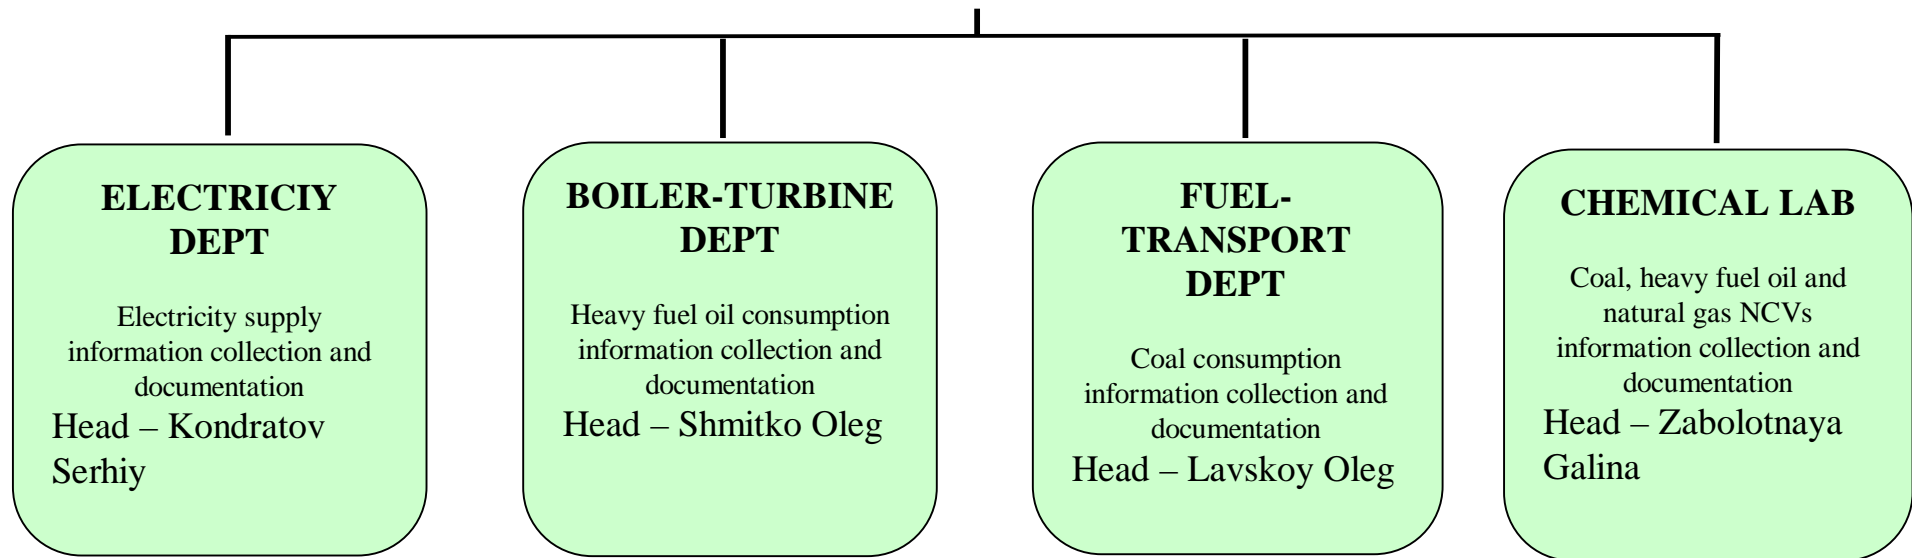 ELECTRICIY
DEPT
Electricity supply
information collection and
documentation
Head – Kondratov
Serhiy
BOILER-TURBINE
DEPT
Heavy fuel oil consumption
information collection and
documentation
Head – Shmitko Oleg
FUEL-
TRANSPORT
DEPT
Coal consumption
information collection and
documentation
Head – Lavskoy Oleg
CHEMICAL LAB
Coal, heavy fuel oil and
natural gas NCVs
information collection and
documentation
Head – Zabolotnaya
Galina